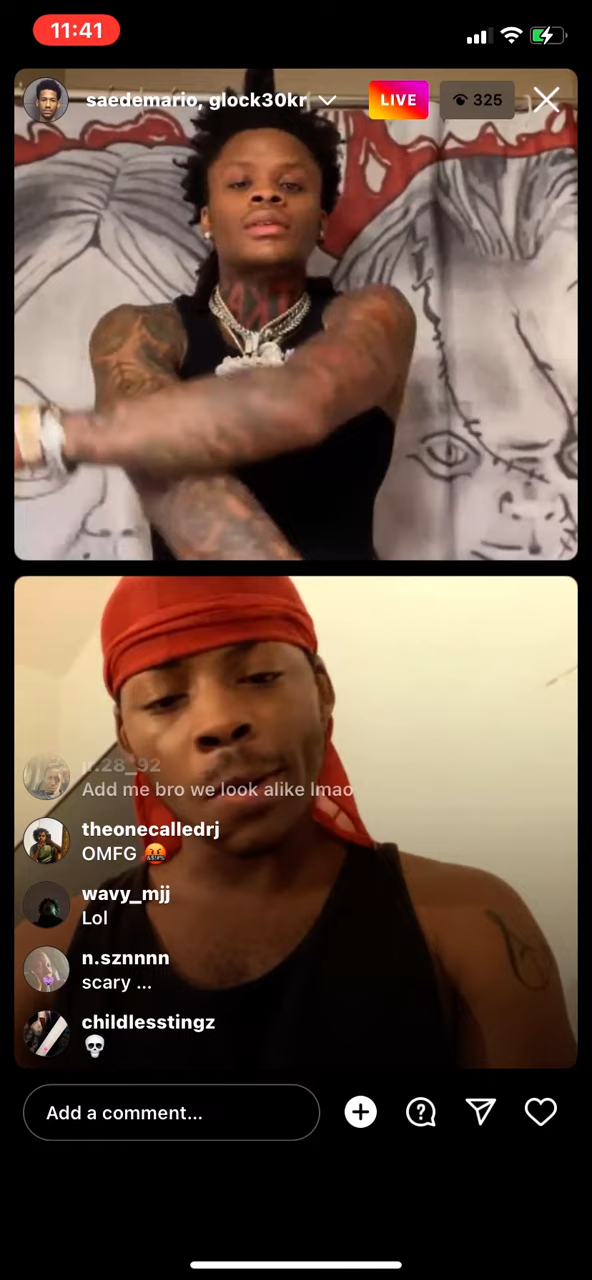 11:41
saedemario, glock30kr
LIVE
325
.28_92
Add me bro we look alike lmao
theonecalledrj
OMFG 🤬
wavy_mjj
Lol
n.sznnnn
scary ...
childlesstingz
💀
Add a comment...